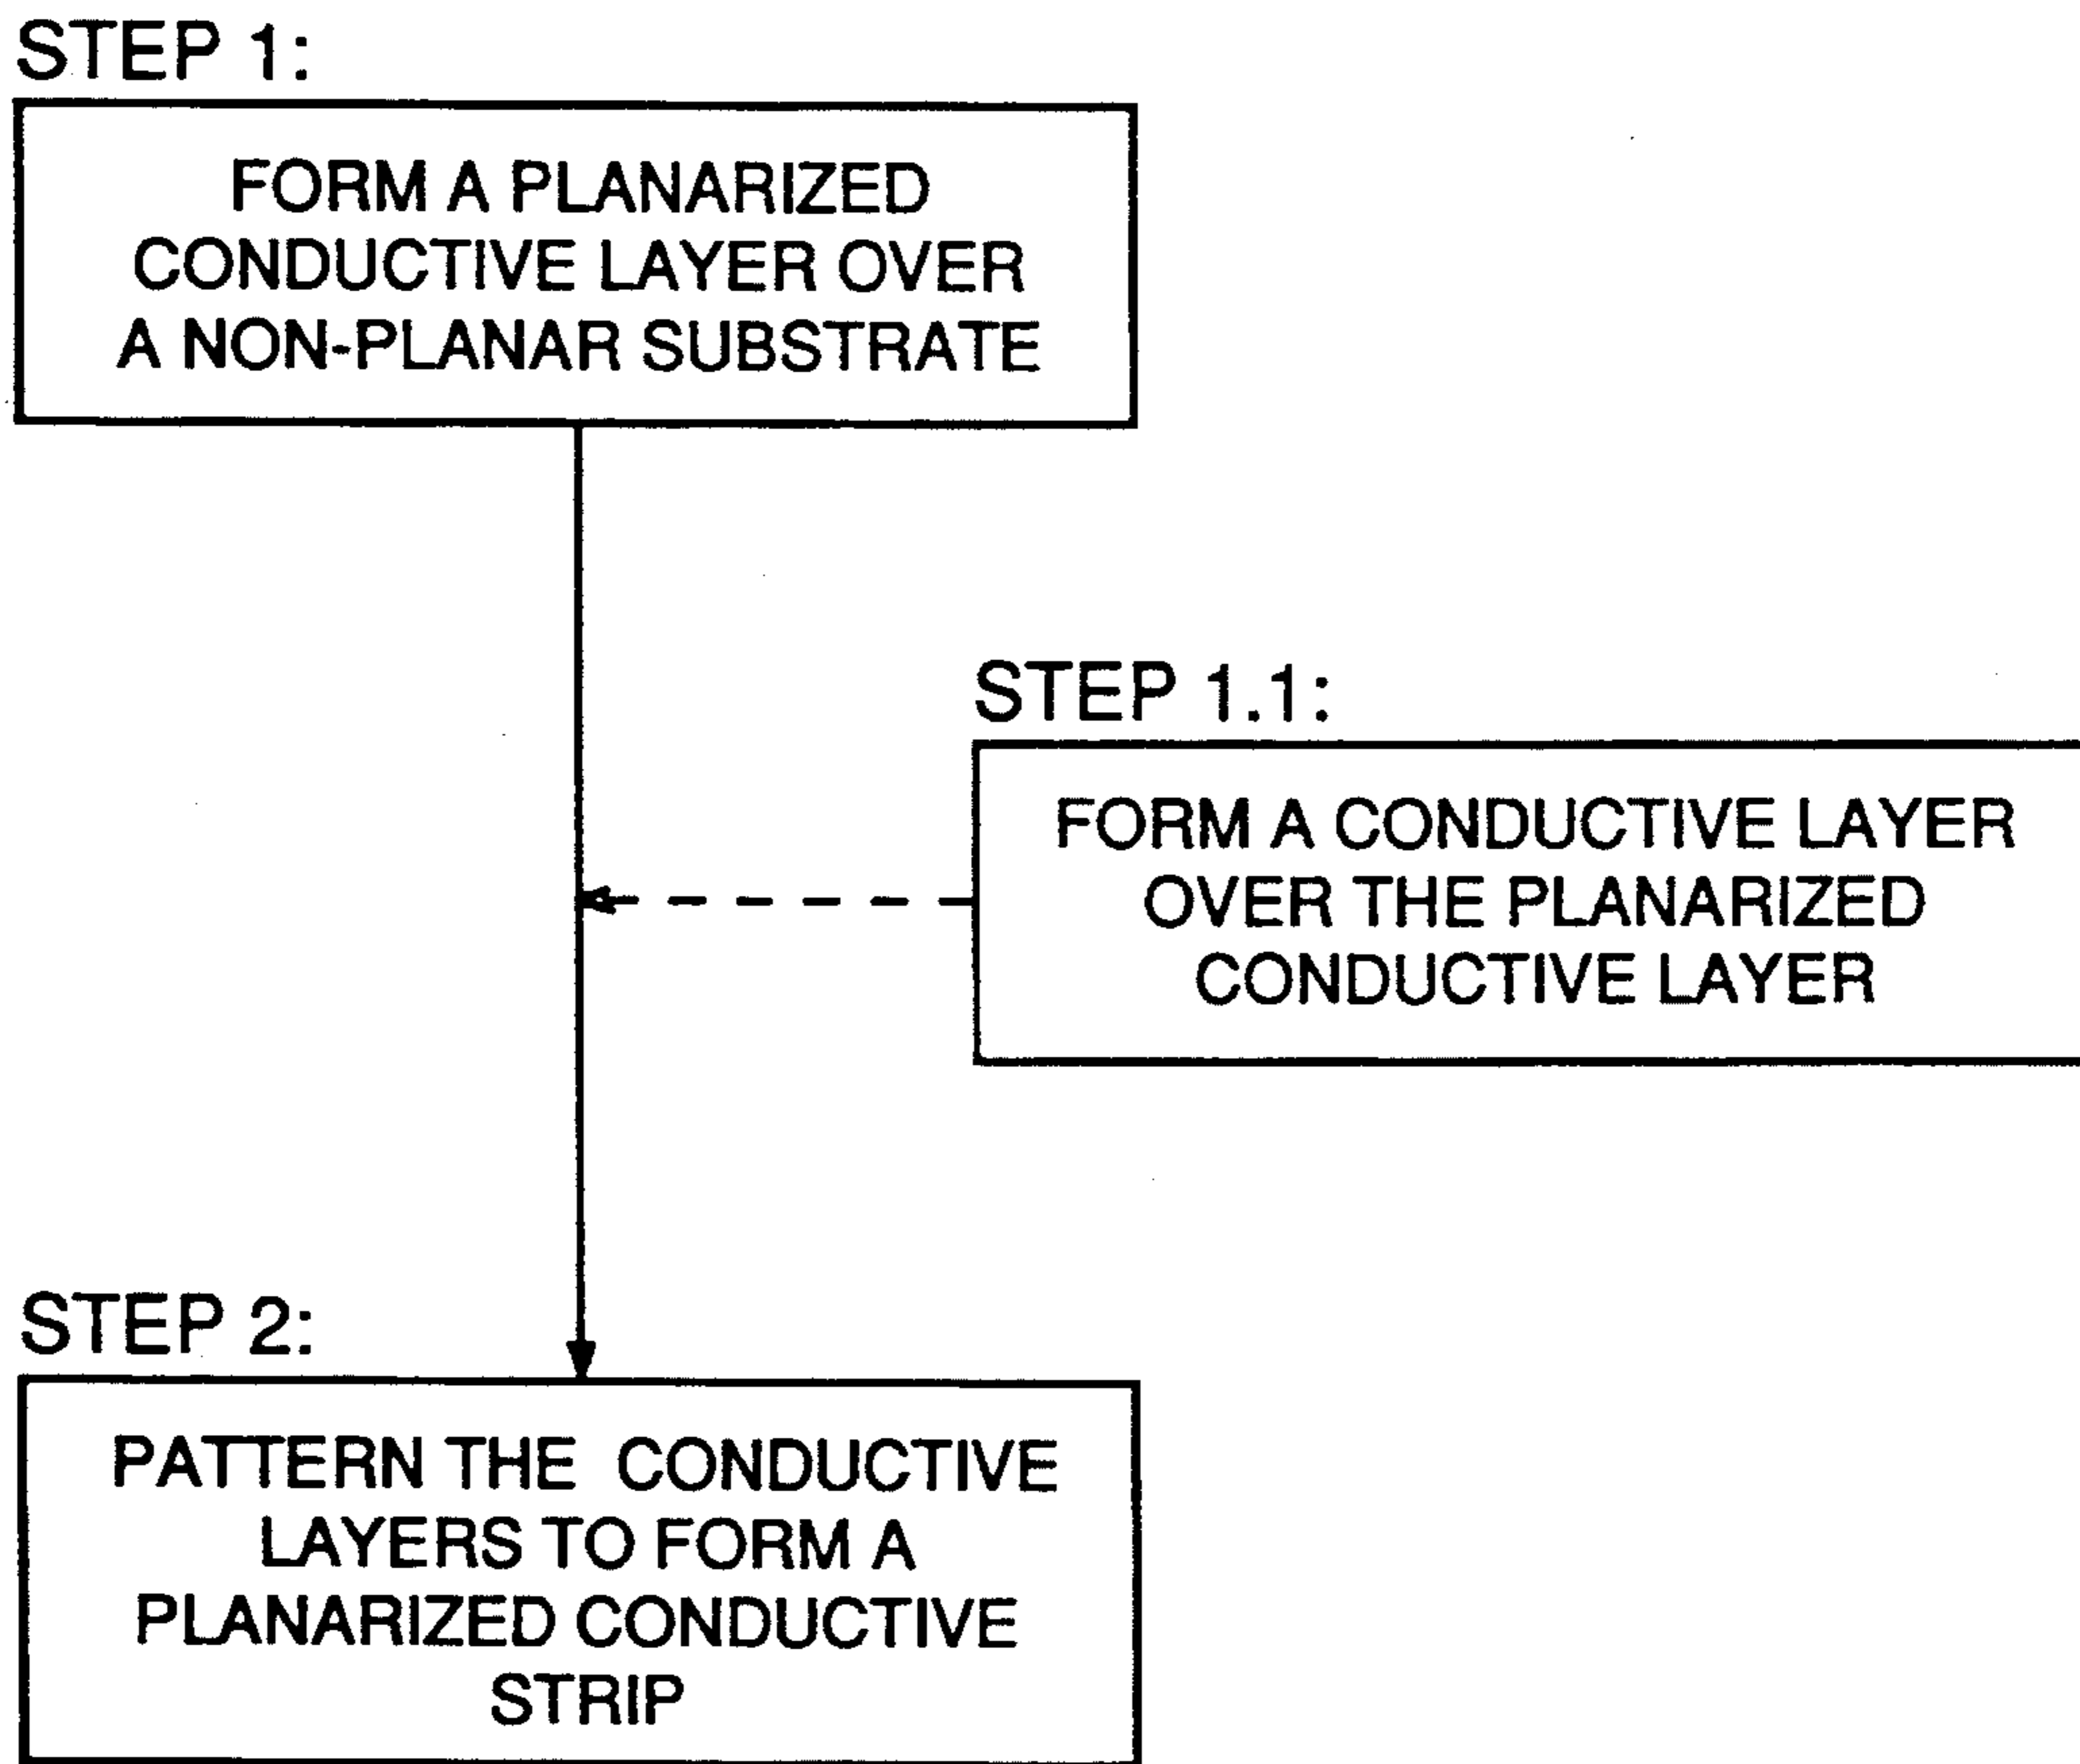 STEP 1:
FORM A PLANARIZED
CONDUCTIVE LAYER OVER
A NON-PLANAR SUBSTRATE
STEP 1.1:
FORM A CONDUCTIVE LAYER
OVER THE PLANARIZED
CONDUCTIVE LAYER
STEP 2:
PATTERN THE CONDUCTIVE
LAYERS TO FORM A
PLANARIZED CONDUCTIVE
STRIP